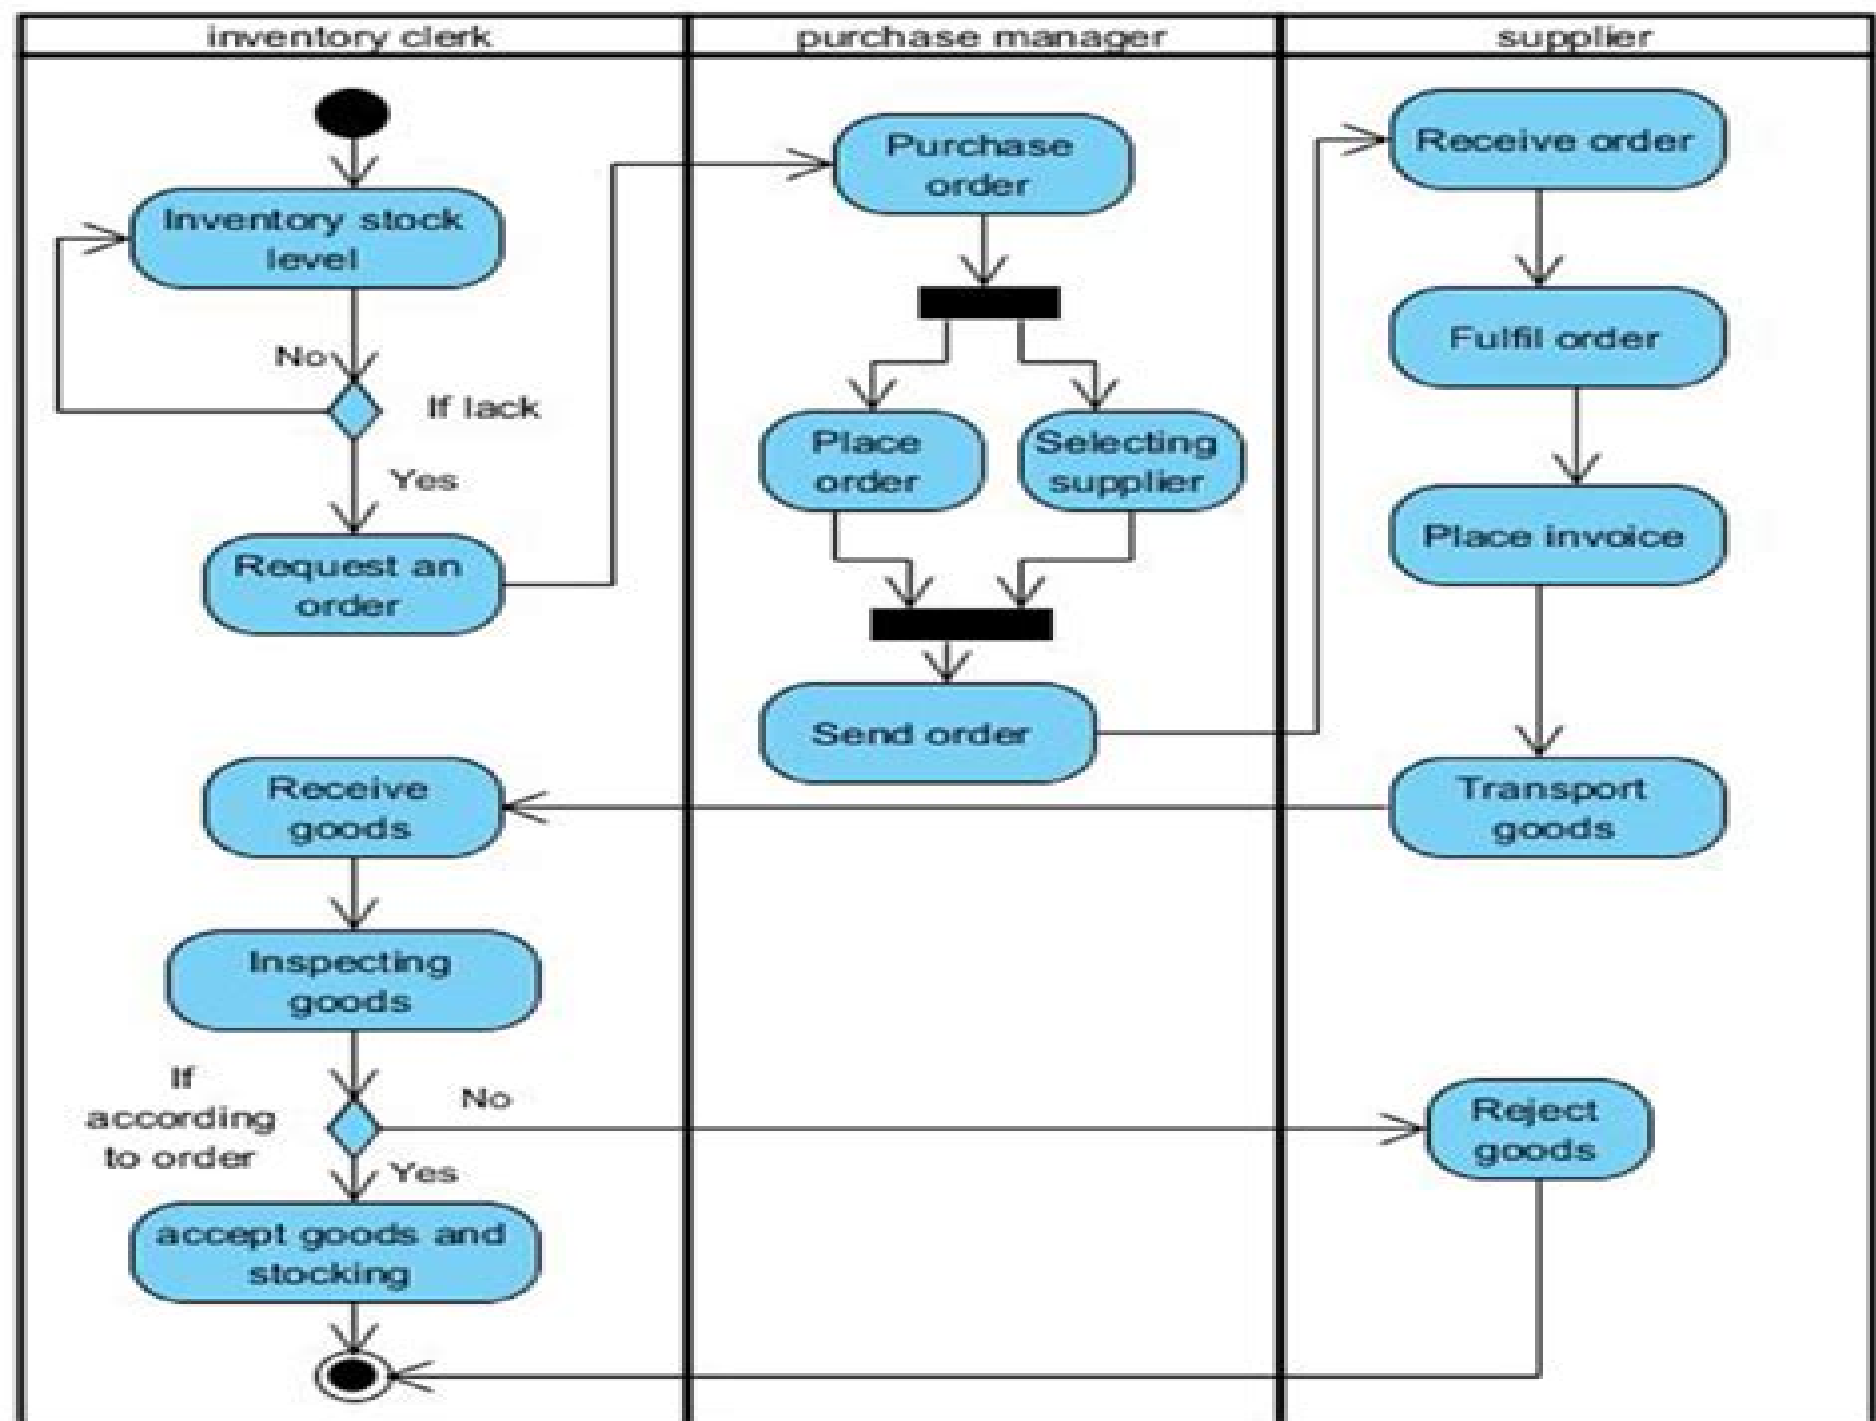 inventory clerk
purchase manager
supplier
Inventory stock
level
No
If lack
Yes
Request an
order
Receive
goods
Inspecting
goods
If
according
to order
No
Yes
accept goods and
stocking
Purchase
order
Place
order
Selecting
supplier
Send order
Receive order
Fulfil order
Place invoice
Transport
goods
Reject
goods